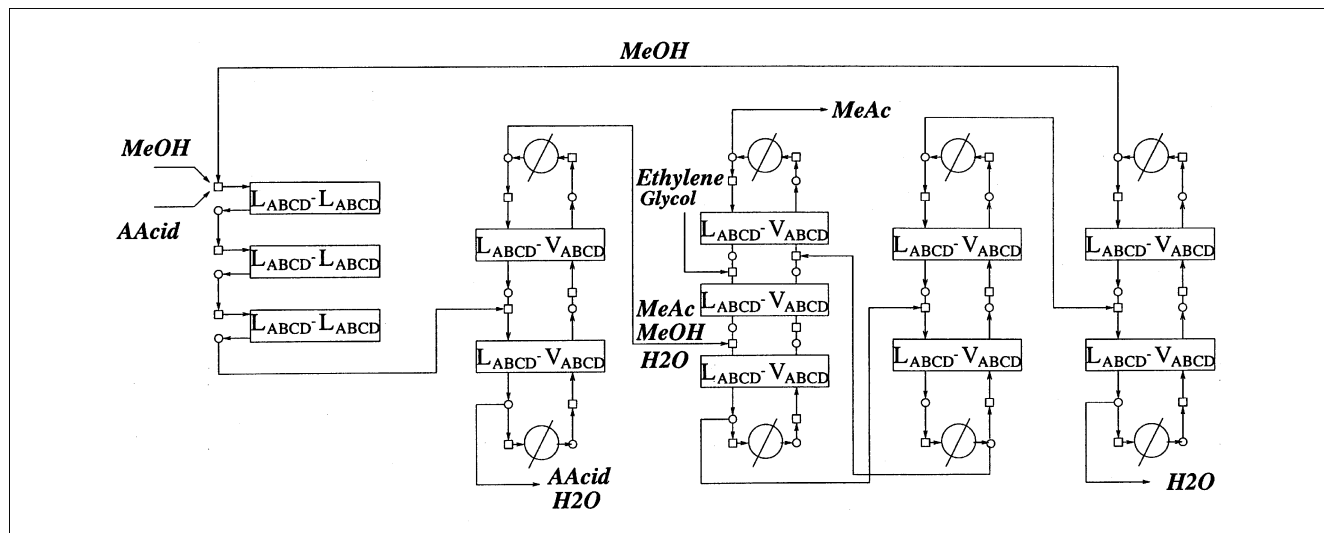 MeOH
MeAc
MeOH
AAcid
Ethylene
Glycol
L_ABCD - L_ABCD
L_ABCD - L_ABCD
L_ABCD - L_ABCD
L_ABCD - V_ABCD
L_ABCD - V_ABCD
MeAc
MeOH
H2O
L_ABCD - V_ABCD
L_ABCD - V_ABCD
L_ABCD - V_ABCD
L_ABCD - V_ABCD
L_ABCD - V_ABCD
L_ABCD - V_ABCD
L_ABCD - V_ABCD
AAcid
H2O
H2O